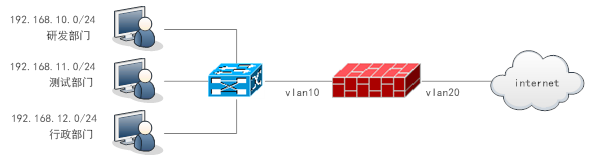 192.168.10.0/24
研发部门
192.168.11.0/24
测试部门
192.168.12.0/24
行政部门
vlan10
vlan20
internet